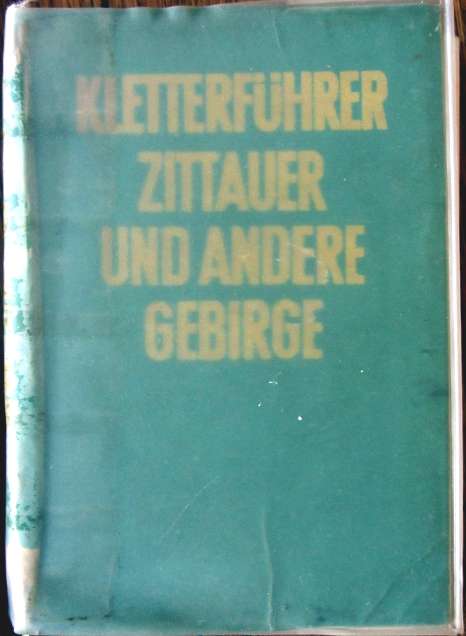 KLETTERFÜHRER
ZITTAUER
UND ANDERE
GEBIRGE